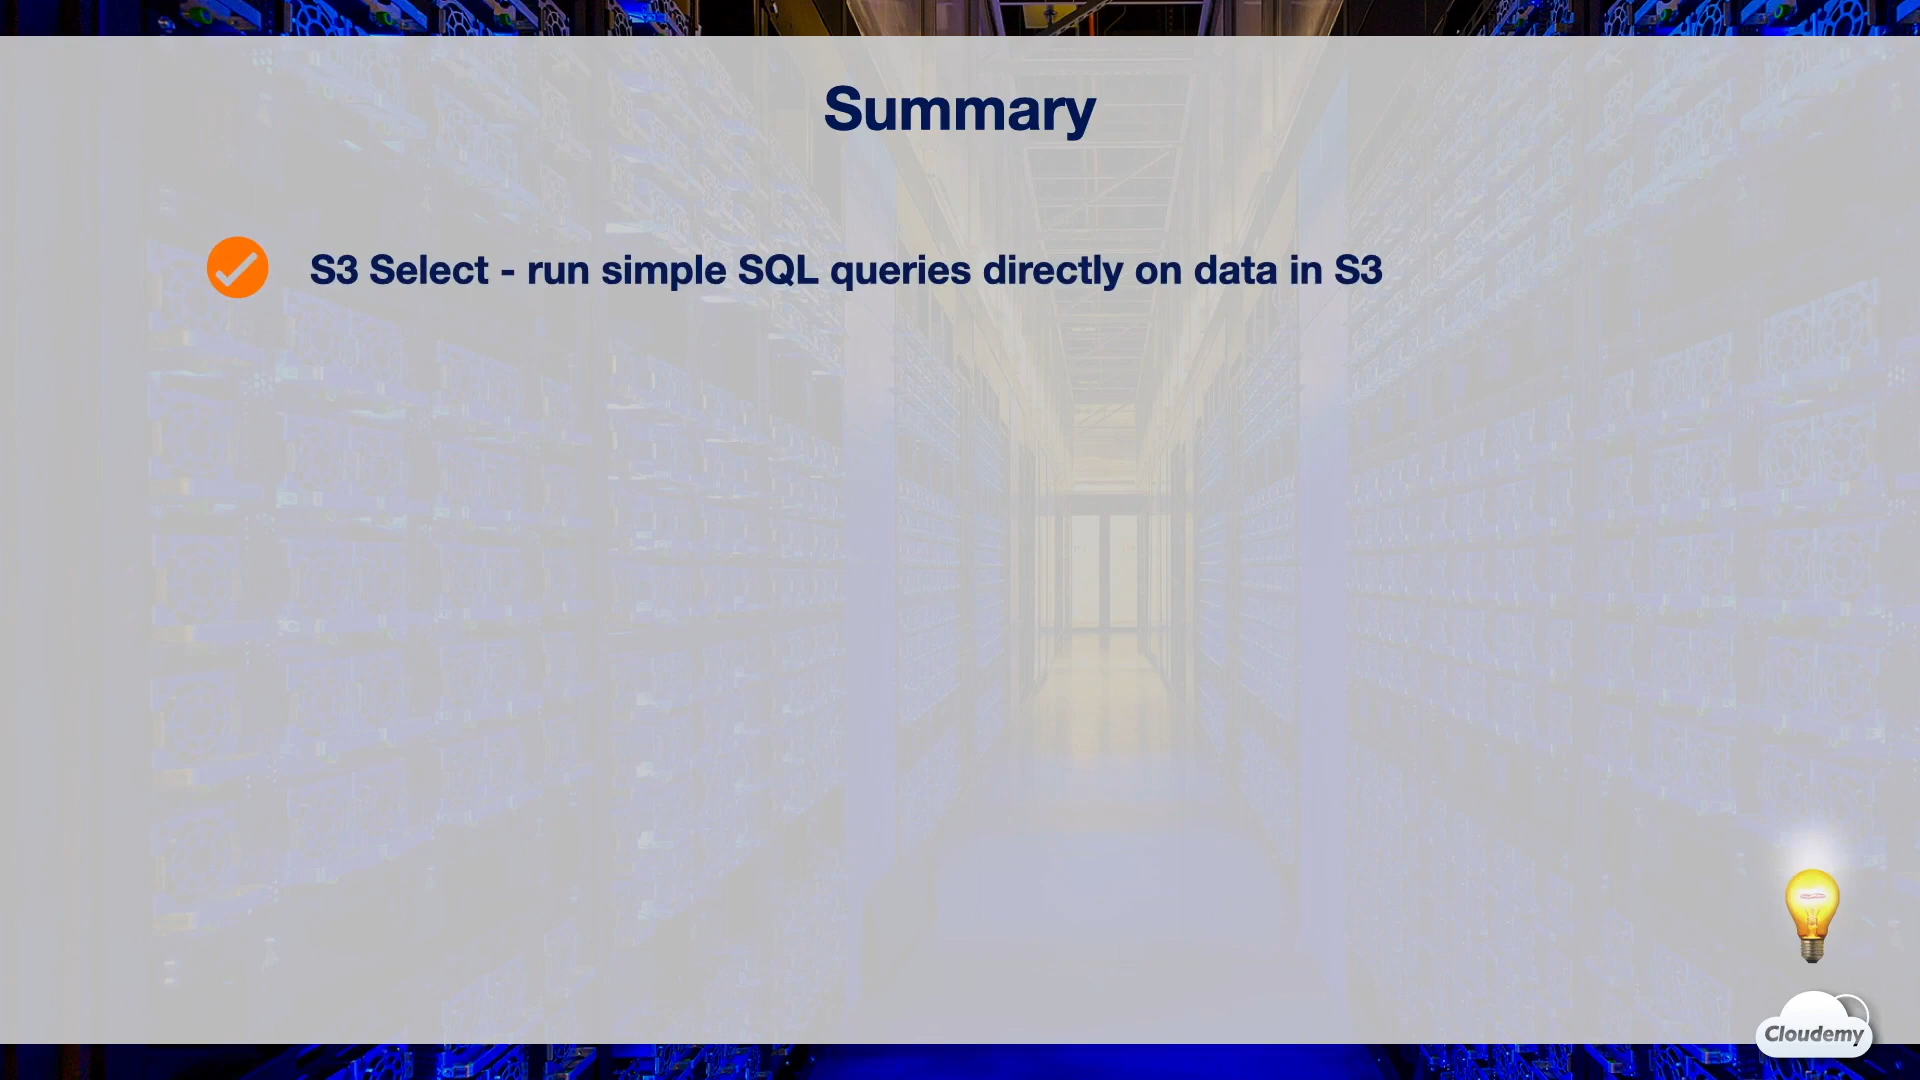 Summary
S3 Select - run simple SQL queries directly on data in S3
Cloudemy